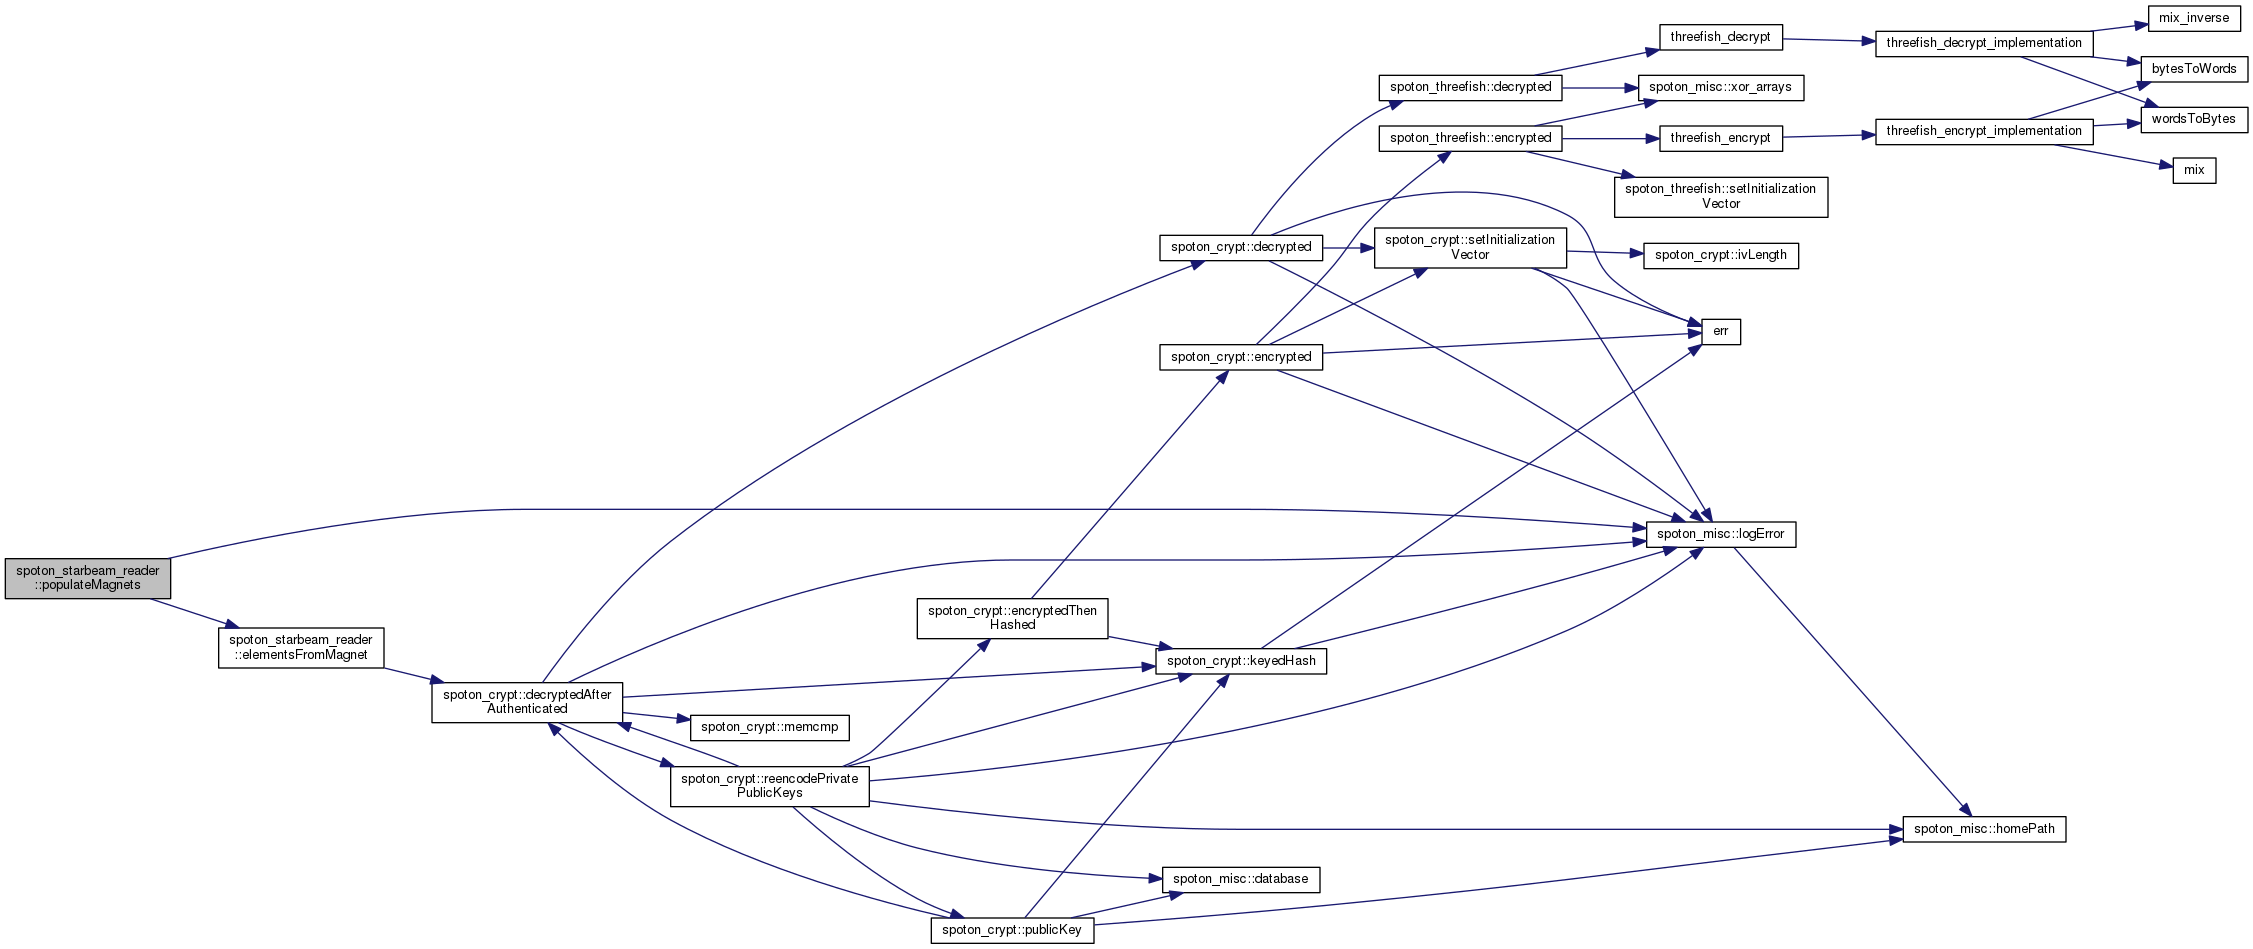 spoton_starbeam_reader
::populateMagnets
spoton_starbeam_reader
::elementsFromMagnet
spoton_crypt::decryptedAfter
Authenticated
spoton_crypt::memcmp
spoton_crypt::reencodePrivate
PublicKeys
spoton_crypt::encryptedThen
Hashed
spoton_crypt::publicKey
spoton_crypt::decrypted
spoton_crypt::encrypted
spoton_crypt::keyedHash
spoton_misc::database
spoton_threefish::decrypted
spoton_threefish::encrypted
spoton_crypt::setInitialization
Vector
threefish_decrypt
spoton_misc::xor_arrays
threefish_encrypt
spoton_threefish::setInitialization
Vector
spoton_crypt::ivLength
err
spoton_misc::logError
threefish_decrypt_implementation
threefish_encrypt_implementation
spoton_misc::homePath
mix_inverse
bytesToWords
wordsToBytes
mix